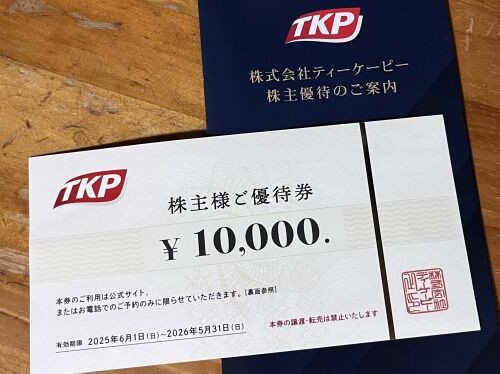 TKP
株式会社ティーケーピー
株主優待のご案内
TKP
株主様ご優待券
¥ 10,000.
本券のご利用は公式サイト、
またはお電話でのご予約のみに限らせていただきます。[裏面参照]
有効期限 2025年6月1日(日)~2026年5月31日(日)
本券の譲渡・転売は禁止いたします